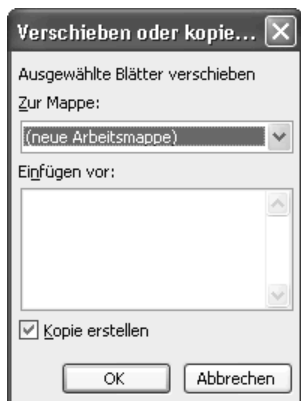 Verschieben oder kopie...
Ausgewählte Blätter verschieben
Zur Mappe:
(neue Arbeitsmappe)
Einfügen vor:
Kopie erstellen
OK
Abbrechen